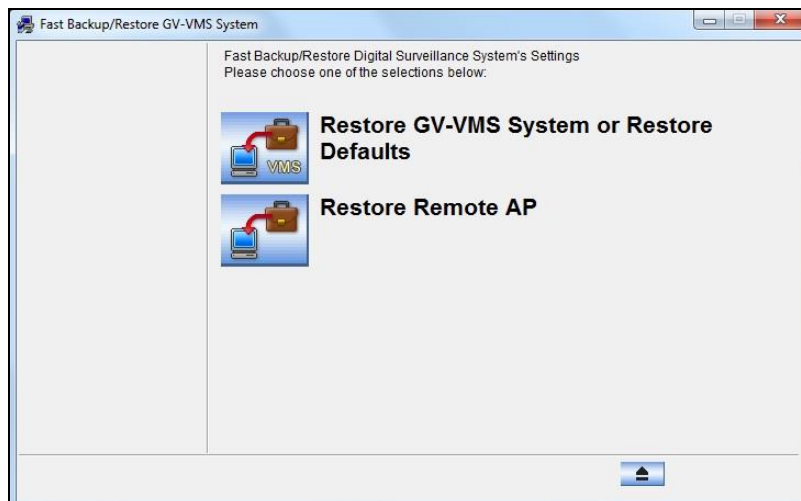 Fast Backup/Restore GV-VMS System
Fast Backup/Restore Digital Surveillance System's Settings
Please choose one of the selections below:
Restore GV-VMS System or Restore
Defaults
VMS
Restore Remote AP